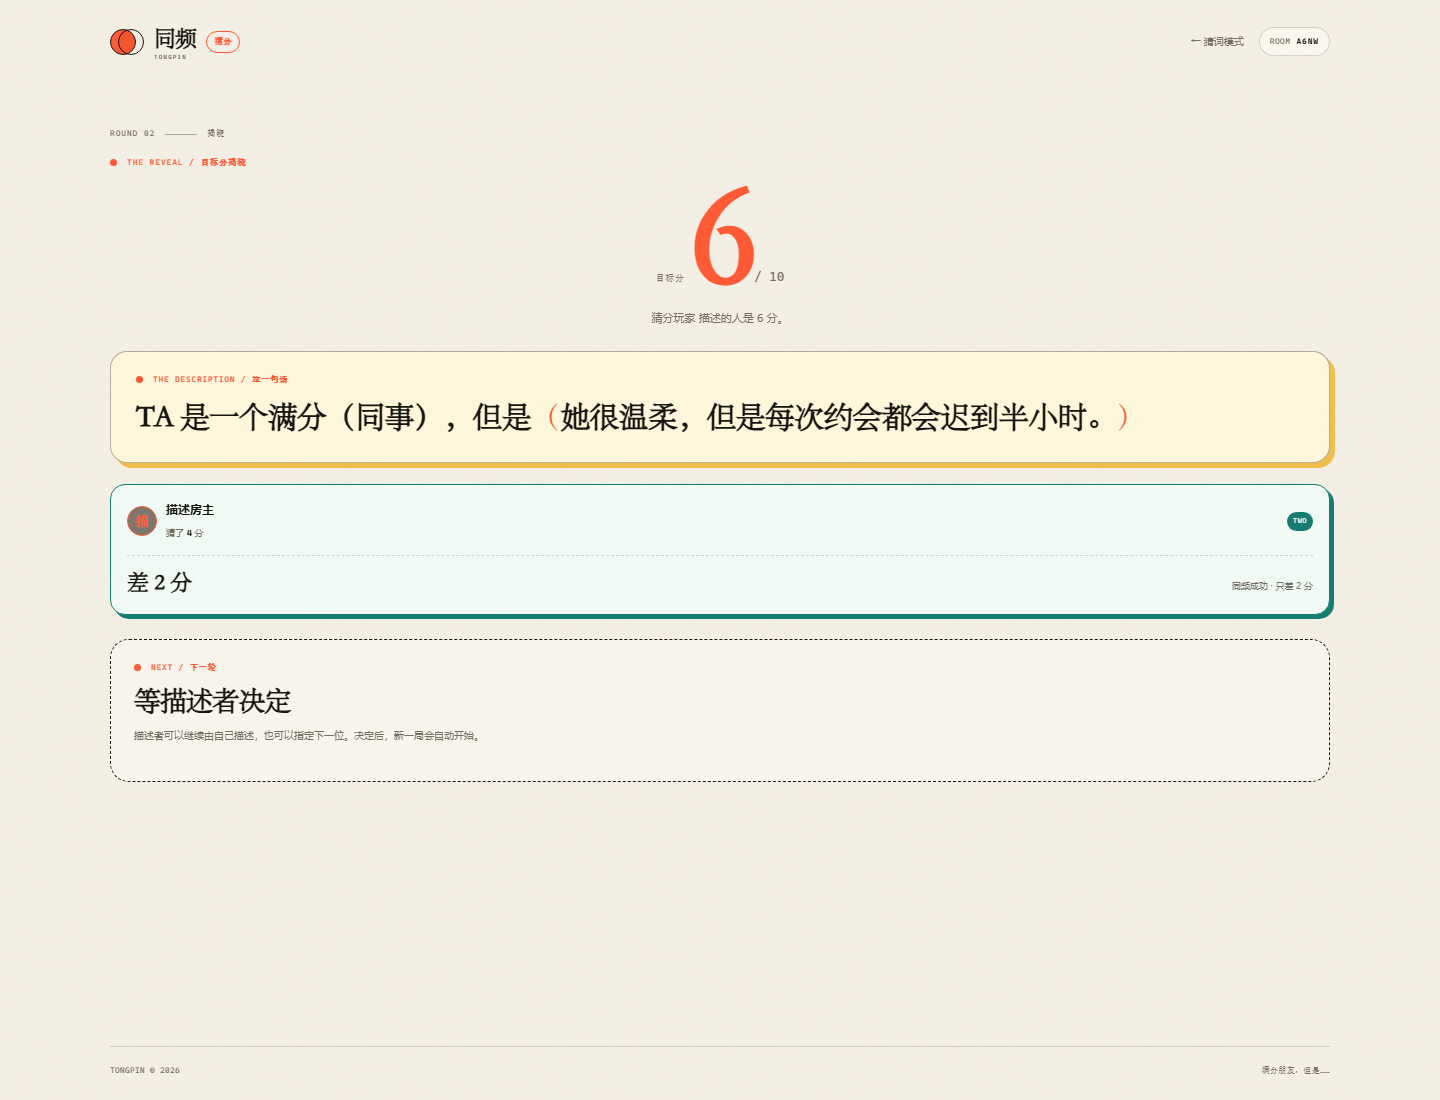 同频
TONGPIN
猜分
← 猜词模式
ROOM A6NW
ROUND 02 —— 揭晓
THE REVEAL / 目标分揭晓
目标分 6 / 10
猜分玩家 描述的人是 6 分。
THE DESCRIPTION / 这一句话
TA 是一个满分（同事），但是（她很温柔，但是每次约会都会迟到半小时。）
描
描述房主
猜了 4 分
TWO
差 2 分
同频成功 · 只差 2 分
NEXT / 下一轮
等描述者决定
描述者可以继续由自己描述，也可以指定下一位。决定后，新一局会自动开始。
TONGPIN © 2026
满分朋友，但是……